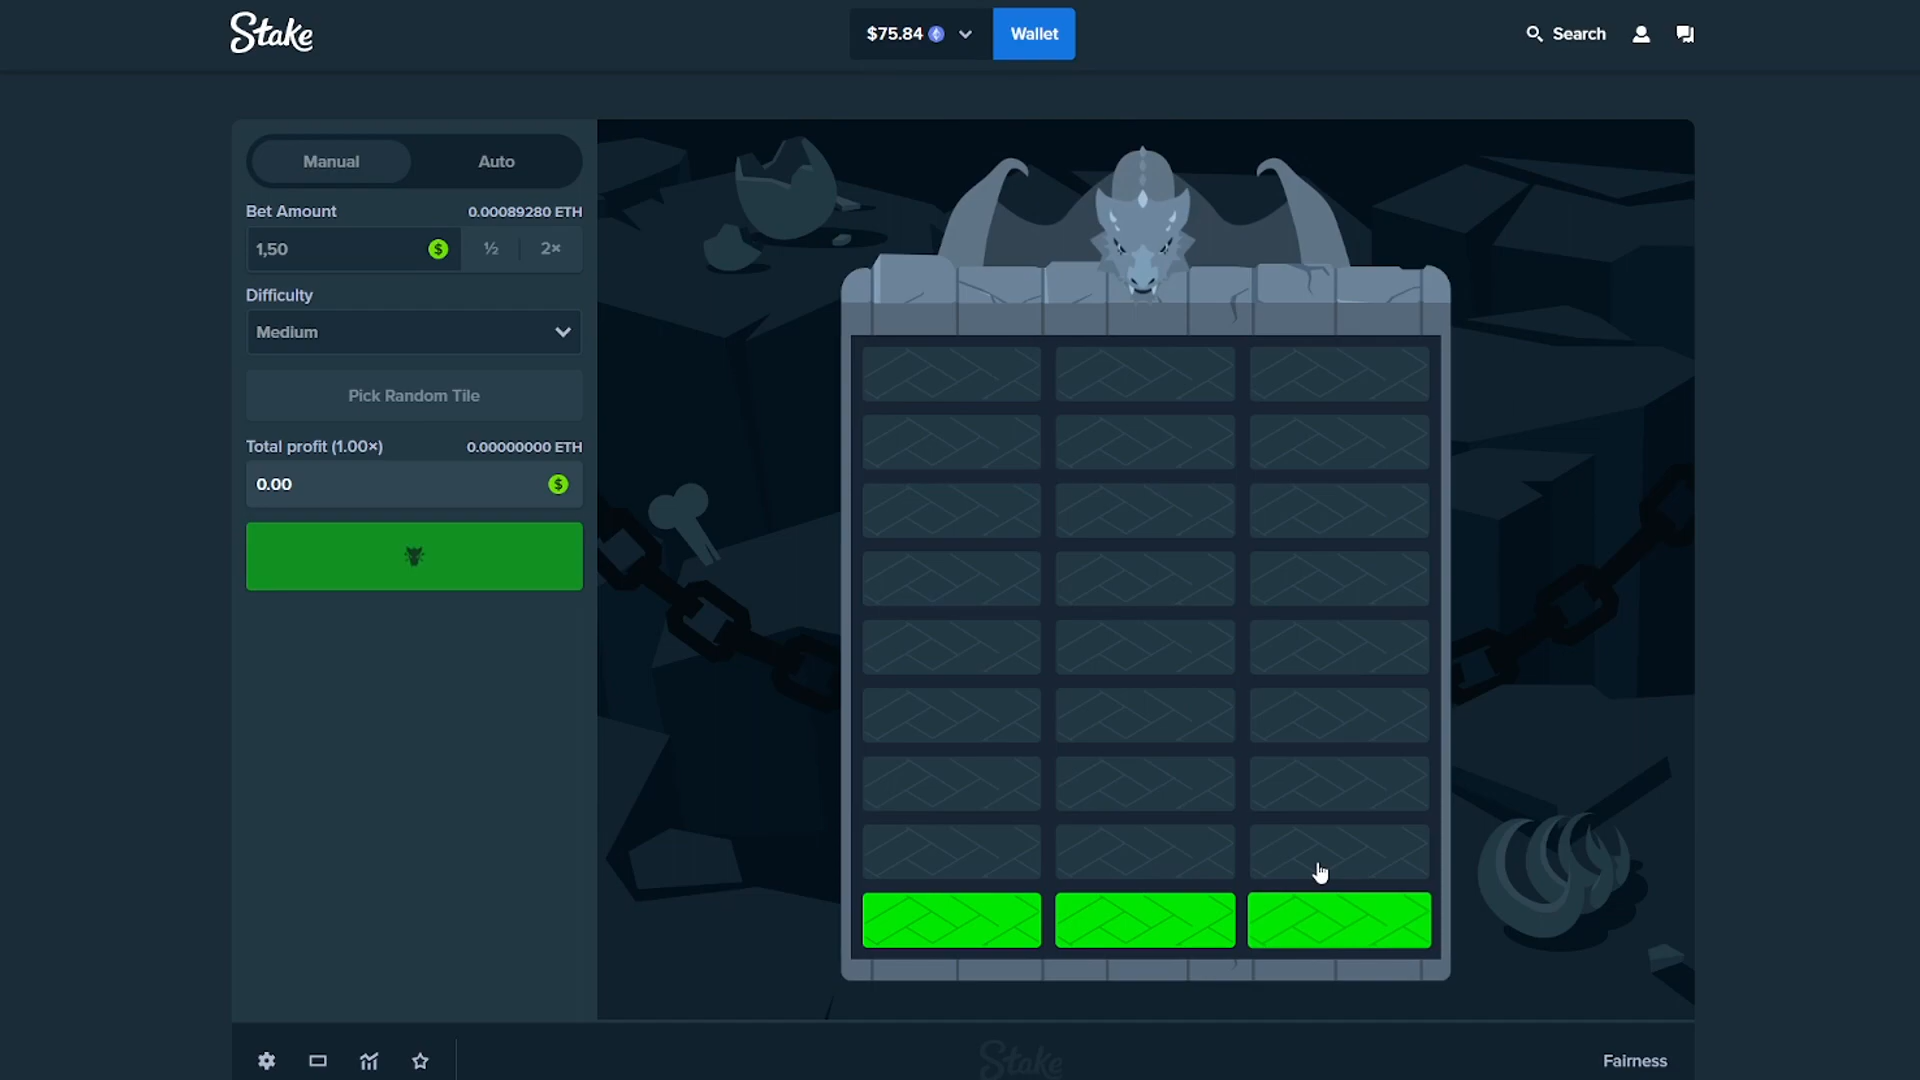 Stake
$75.84
Wallet
Search
Manual
Auto
Bet Amount
0.00089280 ETH
1,50
$
½
2×
Difficulty
Medium
Pick Random Tile
Total profit (1.00×)
0.00000000 ETH
0.00
$
Stake
Fairness